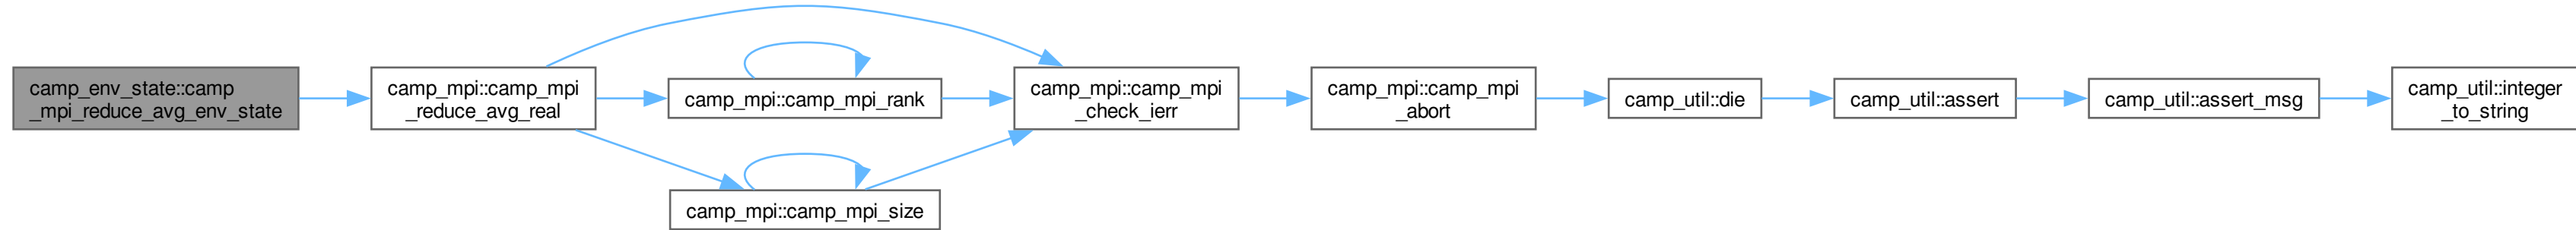 camp_env_state::camp
_mpi_reduce_avg_env_state
camp_mpi::camp_mpi
_reduce_avg_real
camp_mpi::camp_mpi_rank
camp_mpi::camp_mpi_size
camp_mpi::camp_mpi
_check_ierr
camp_mpi::camp_mpi
_abort
camp_util::die
camp_util::assert
camp_util::assert_msg
camp_util::integer
_to_string